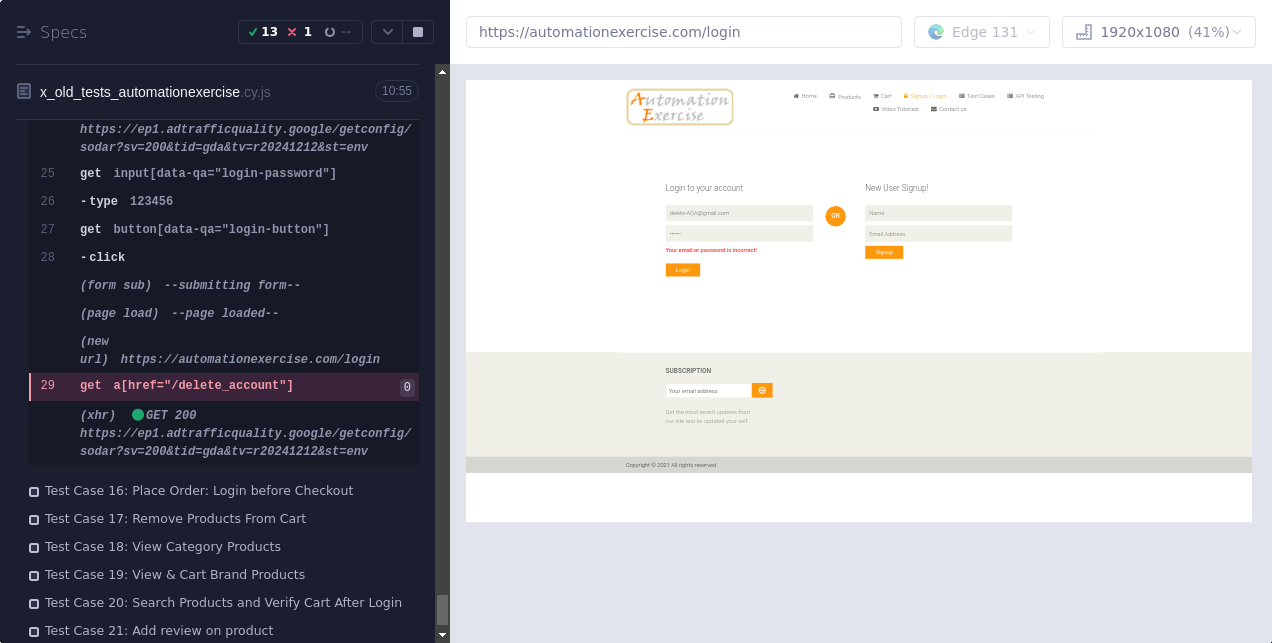 Specs
13 1 --
x_old_tests_automationexercise.cy.js 10:55
https://ep1.adtrafficquality.google/getconfig/
sodar?sv=200&tid=gda&tv=r20241212&st=env
25 get input[data-qa="login-password"]
26 -type 123456
27 get button[data-qa="login-button"]
28 -click
(form sub) --submitting form--
(page load) --page loaded--
(new
url) https://automationexercise.com/login
29 get a[href="/delete_account"] 0
(xhr) GET 200
https://ep1.adtrafficquality.google/getconfig/
sodar?sv=200&tid=gda&tv=r20241212&st=env
Test Case 16: Place Order: Login before Checkout
Test Case 17: Remove Products From Cart
Test Case 18: View Category Products
Test Case 19: View & Cart Brand Products
Test Case 20: Search Products and Verify Cart After Login
Test Case 21: Add review on product
https://automationexercise.com/login Edge 131 1920x1080 (41%)
Automation
Exercise
Home Products Cart Signup / Login Test Cases API Testing
Video Tutorials Contact us
Login to your account
delete.AQA@gmail.com
Your email or password is incorrect!
Login
OR
New User Signup!
Name
Email Address
Signup
SUBSCRIPTION
Your email address
Get the most recent updates from
our site and be updated your self...
Copyright © 2021 All rights reserved